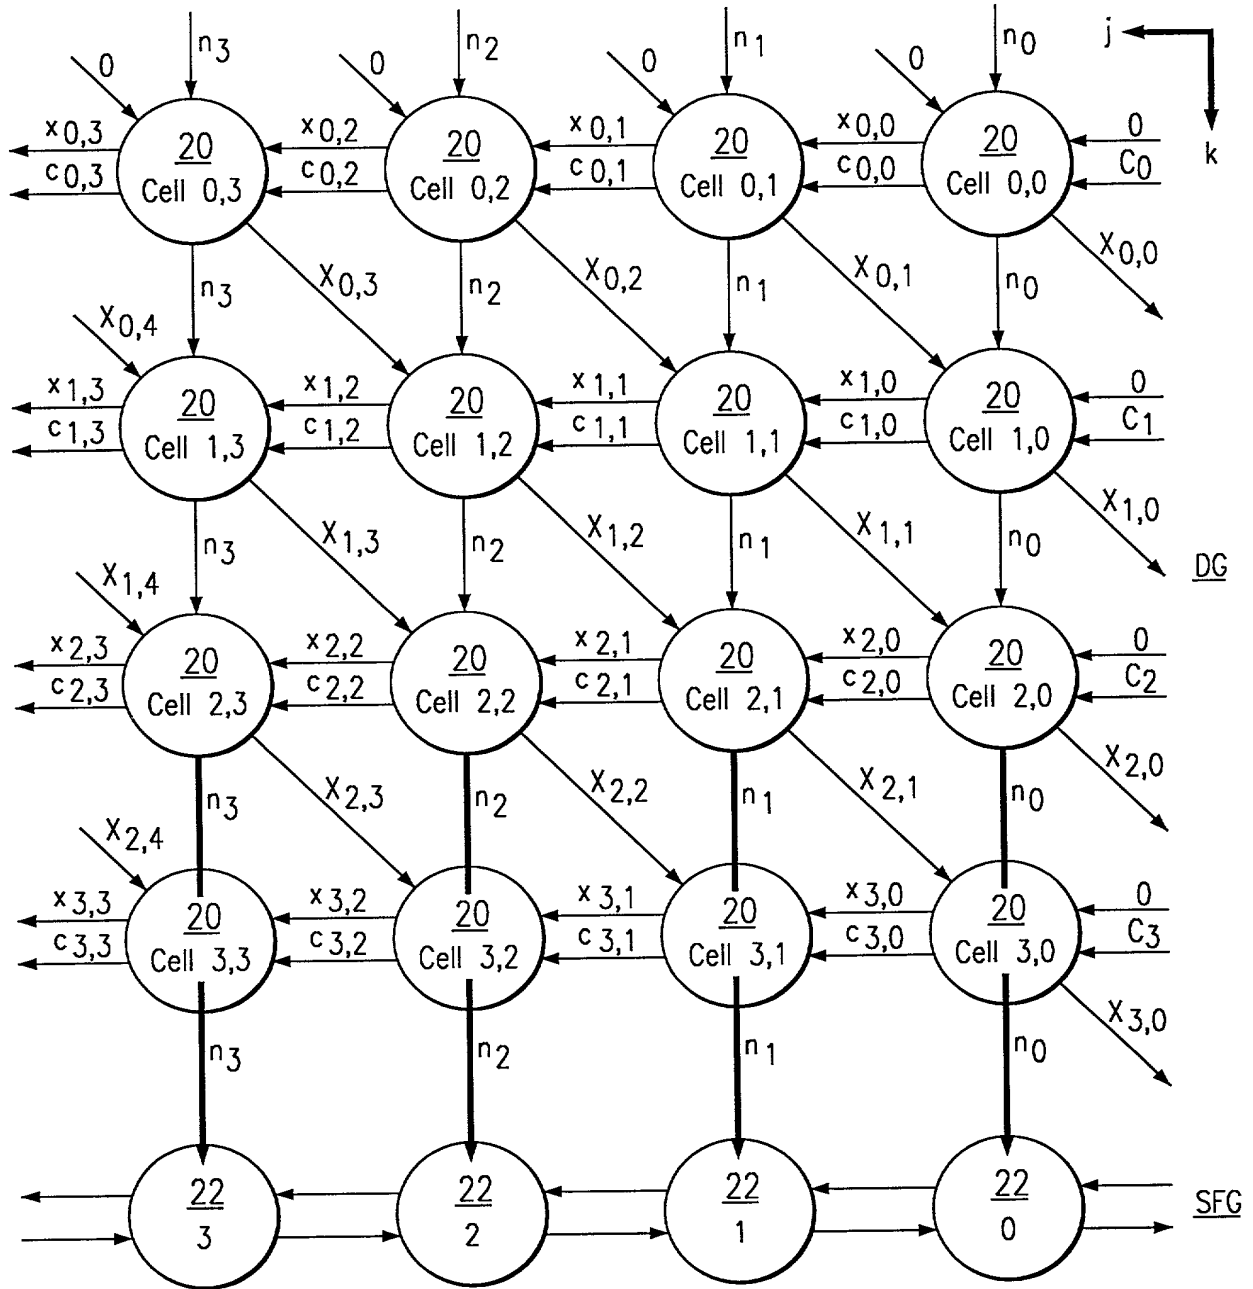 n3 n2 n1 n0 j
0 0 0 0 k
x0,3 x0,2 x0,1 x0,0 0
20 20 20 20
c0,3 c0,2 c0,1 c0,0 C0
Cell 0,3 Cell 0,2 Cell 0,1 Cell 0,0
X0,3 X0,2 X0,1 X0,0
n3 n2 n1 n0
X0,4
x1,3 x1,2 x1,1 x1,0 0
20 20 20 20
c1,3 c1,2 c1,1 c1,0 C1
Cell 1,3 Cell 1,2 Cell 1,1 Cell 1,0
X1,3 X1,2 X1,1 X1,0
n3 n2 n1 n0
X1,4 DG
x2,3 x2,2 x2,1 x2,0 0
20 20 20 20
c2,3 c2,2 c2,1 c2,0 C2
Cell 2,3 Cell 2,2 Cell 2,1 Cell 2,0
X2,3 X2,2 X2,1 X2,0
n3 n2 n1 n0
X2,4
x3,3 x3,2 x3,1 x3,0 0
20 20 20 20
c3,3 c3,2 c3,1 c3,0 C3
Cell 3,3 Cell 3,2 Cell 3,1 Cell 3,0
X3,0
n3 n2 n1 n0
22 22 22 22 SFG
3 2 1 0